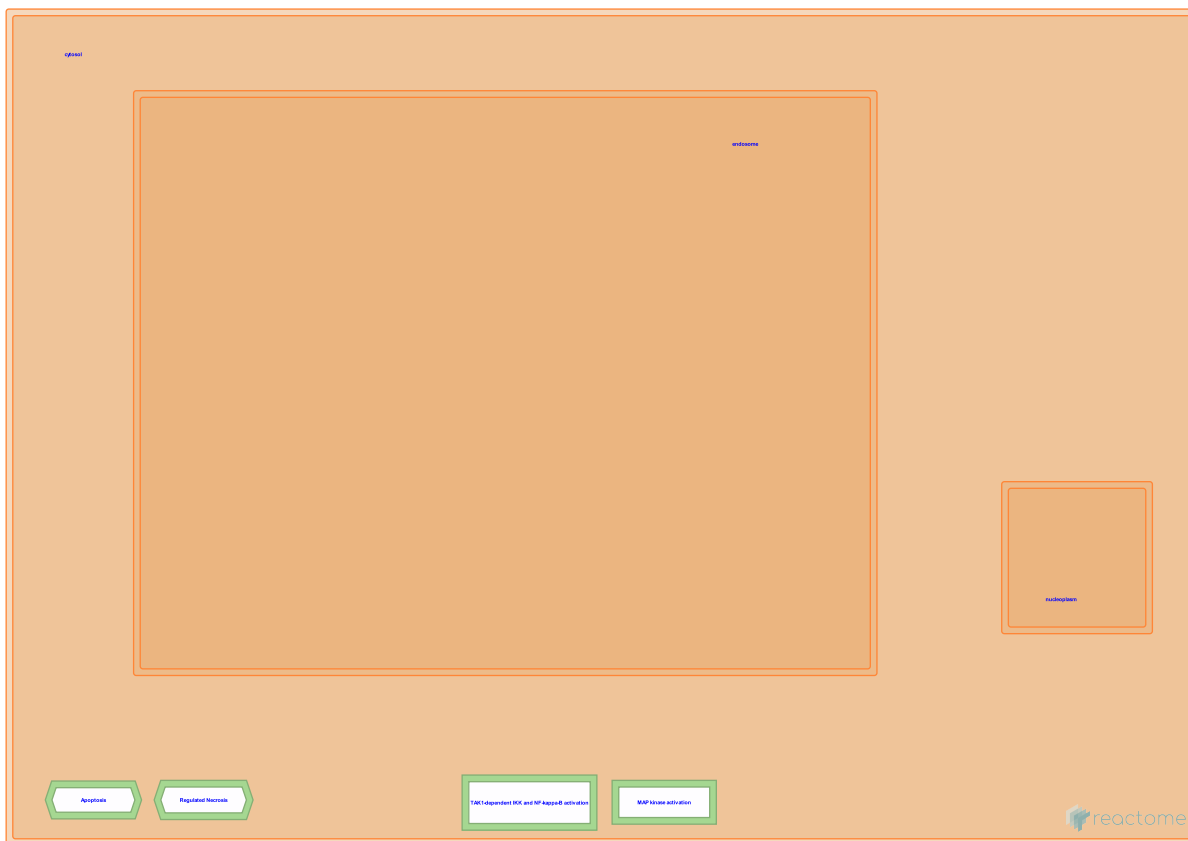 cytosol
endosome
nucleoplasm
Apoptosis
Regulated Necrosis
TAK1-dependent IKK and NF-kappa-B activation
MAP kinase activation
reactome